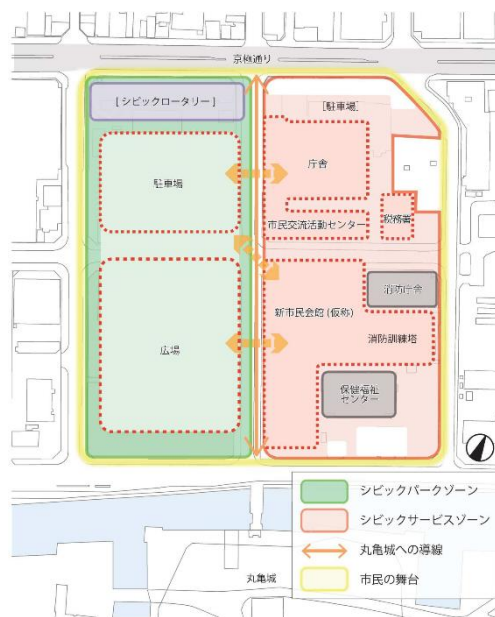 京極通り
[シビックロータリー]
[駐車場]
駐車場
庁舎
市民交流活動センター
税務署
消防庁舎
新市民会館(仮称)
広場
消防訓練塔
保健福祉
センター
シビックパークゾーン
シビックサービスゾーン
丸亀城への導線
市民の舞台
丸亀城